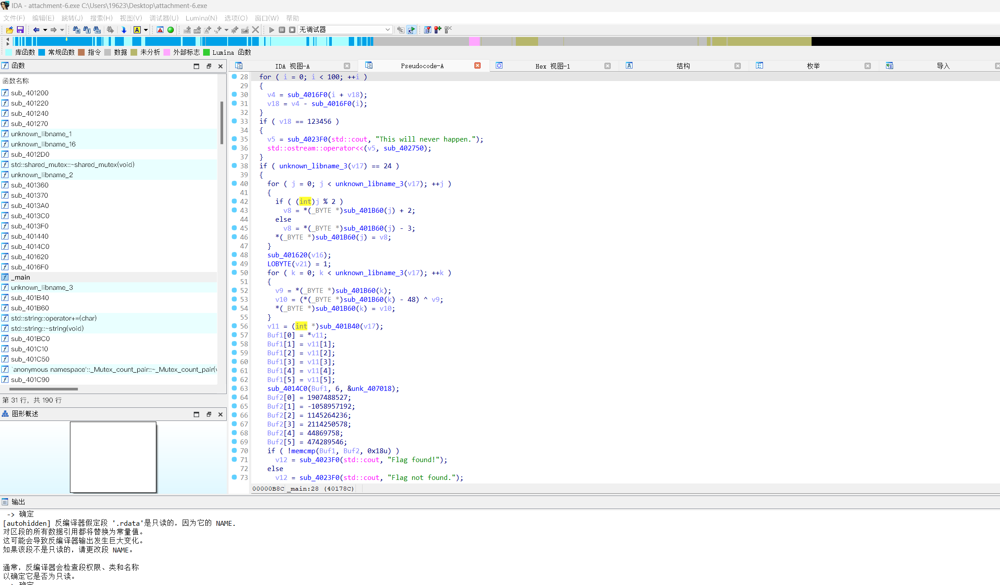 IDA - attachment-6.exe C:\Users\19623\Desktop\attachment-6.exe
文件(F) 编辑(E) 跳转(J) 搜索(H) 视图(V) 调试器(U) Lumina(N) 选项(O) 窗口(W) 帮助
无调试器
库函数 常规函数 指令 数据 未分析 外部标志 Lumina 函数
函数
IDA 视图-A Pseudocode-A Hex 视图-1 结构 枚举 导入
函数名称
sub_401200
sub_401220
sub_401240
sub_401270
unknown_libname_1
unknown_libname_16
sub_4012D0
std::shared_mutex::~shared_mutex(void)
unknown_libname_2
sub_401360
sub_401370
sub_4013A0
sub_4013C0
sub_4013F0
sub_401440
sub_4014C0
sub_401620
sub_4016F0
_main
unknown_libname_3
sub_401B40
sub_401B60
std::string::operator+=(char)
std::string::~string(void)
sub_401BC0
sub_401C10
sub_401C50
`anonymous namespace'::_Mutex_count_pair::~_Mutex_count_pair(v
sub_401C90
第 31 行, 共 190 行
图形概述
28 for ( i = 0; i < 100; ++i )
29 {
30 v4 = sub_4016F0(i + v18);
31 v18 = v4 - sub_4016F0(i);
32 }
33 if ( v18 == 123456 )
34 {
35 v5 = sub_4023F0(std::cout, "This will never happen.");
36 std::ostream::operator<<(v5, sub_402750);
37 }
38 if ( unknown_libname_3(v17) == 24 )
39 {
40 for ( j = 0; j < unknown_libname_3(v17); ++j )
41 {
42 if ( (int)j % 2 )
43 v8 = *(_BYTE *)sub_401B60(j) + 2;
44 else
45 v8 = *(_BYTE *)sub_401B60(j) - 3;
46 *(_BYTE *)sub_401B60(j) = v8;
47 }
48 sub_401620(v16);
49 LOBYTE(v21) = 1;
50 for ( k = 0; k < unknown_libname_3(v17); ++k )
51 {
52 v9 = *(_BYTE *)sub_401B60(k);
53 v10 = (*(_BYTE *)sub_401B60(k) - 48) ^ v9;
54 *(_BYTE *)sub_401B60(k) = v10;
55 }
56 v11 = (int *)sub_401B40(v17);
57 Buf1[0] = *v11;
58 Buf1[1] = v11[1];
59 Buf1[2] = v11[2];
60 Buf1[3] = v11[3];
61 Buf1[4] = v11[4];
62 Buf1[5] = v11[5];
63 sub_4014C0(Buf1, 6, &unk_407018);
64 Buf2[0] = 1907488527;
65 Buf2[1] = -1058957192;
66 Buf2[2] = 1145264236;
67 Buf2[3] = 2114250578;
68 Buf2[4] = 44869758;
69 Buf2[5] = 474289546;
70 if ( !memcmp(Buf1, Buf2, 0x18u) )
71 v12 = sub_4023F0(std::cout, "Flag found!");
72 else
73 v12 = sub_4023F0(std::cout, "Flag not found.");
00000B8C _main:28 (40178C)
输出
-> 确定
[autohidden] 反编译器假定段 '.rdata'是只读的，因为它的 NAME.
对区段的所有数据引用都将替换为常量值。
这可能会导致反编译器输出发生巨大变化。
如果该段不是只读的，请更改段 NAME。
通常，反编译器会检查段权限、类和名称
以确定它是否为只读。
-> 确定